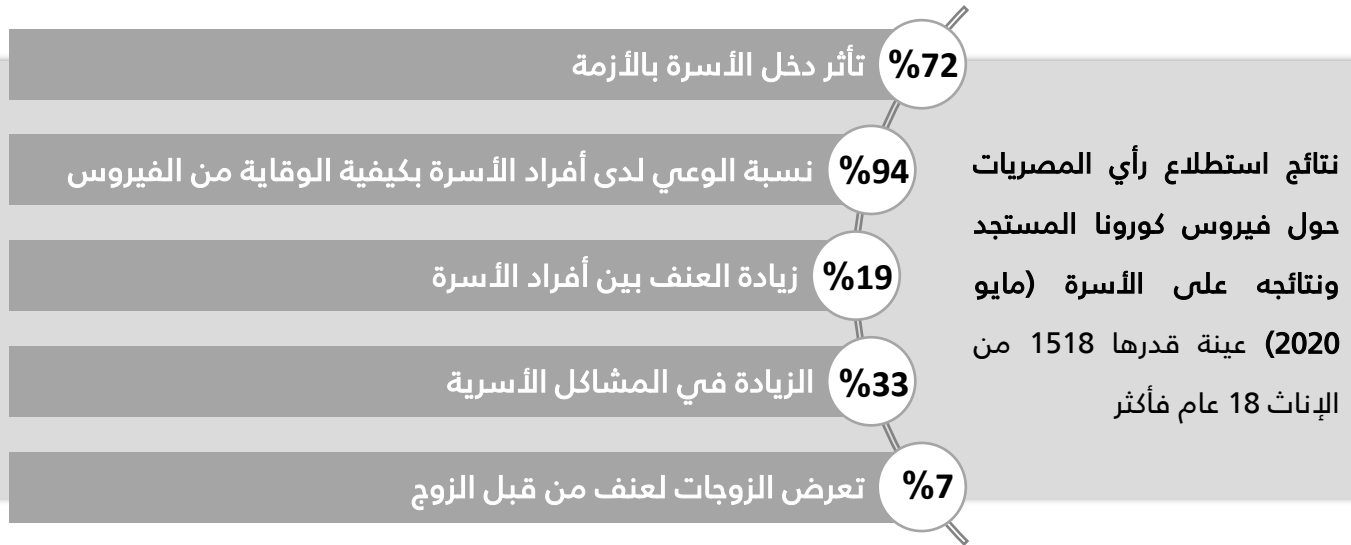 نتائج استطلاع رأي المصريات
حول فيروس كورونا المستجد
ونتائجه على الأسرة (مايو
2020) عينة قدرها 1518 من
الإناث 18 عام فأكثر
%72 تأثر دخل الأسرة بالأزمة
%94 نسبة الوعي لدى أفراد الأسرة بكيفية الوقاية من الفيروس
%19 زيادة العنف بين أفراد الأسرة
%33 الزيادة في المشاكل الأسرية
%7 تعرض الزوجات لعنف من قبل الزوج